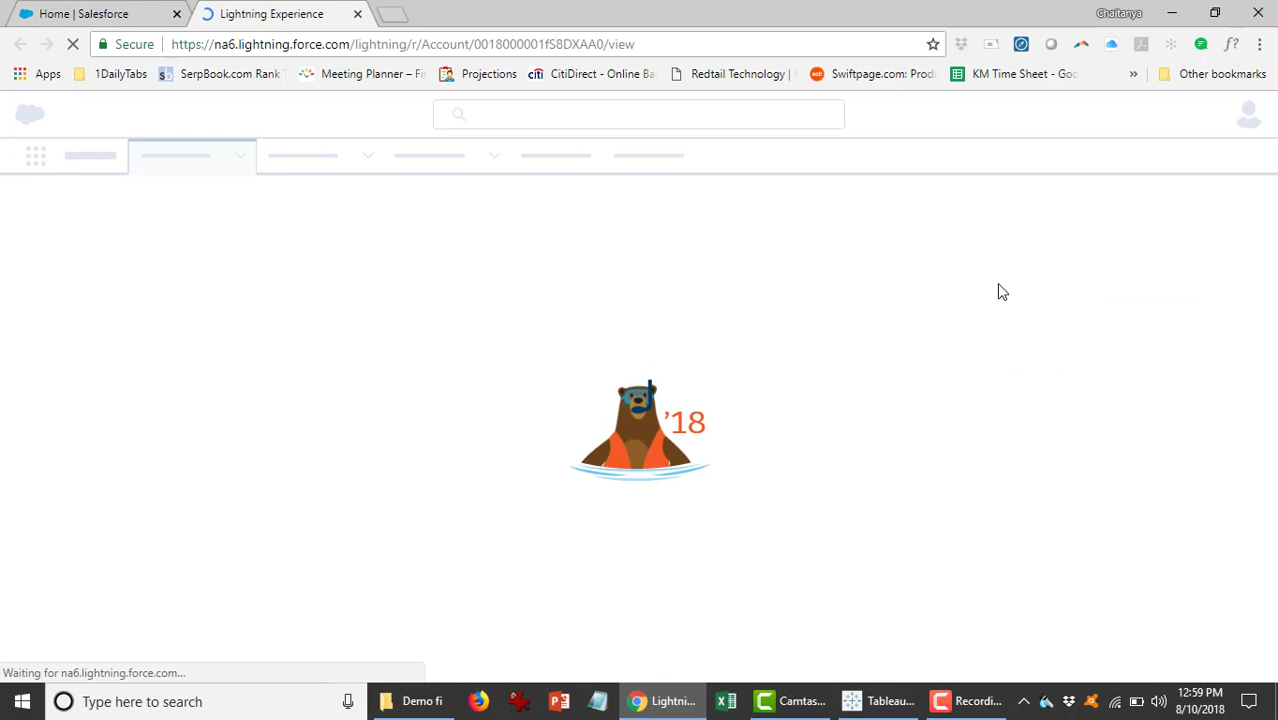 Home | Salesforce
Lightning Experience
Chaitanya
Secure
https://na6.lightning.force.com/lightning/r/Account/0018000001fS8DXAA0/view
Apps
1DailyTabs
SerpBook.com Rank T
Meeting Planner – Fi
Projections
CitiDirect - Online Ba
Redtail Technology |
Swiftpage.com: Produ
KM Time Sheet - Goo
»
Other bookmarks
’18
Waiting for na6.lightning.force.com...
Type here to search
Demo fi
Lightni...
Camtas...
Tableau...
Recordi...
12:59 PM
8/10/2018